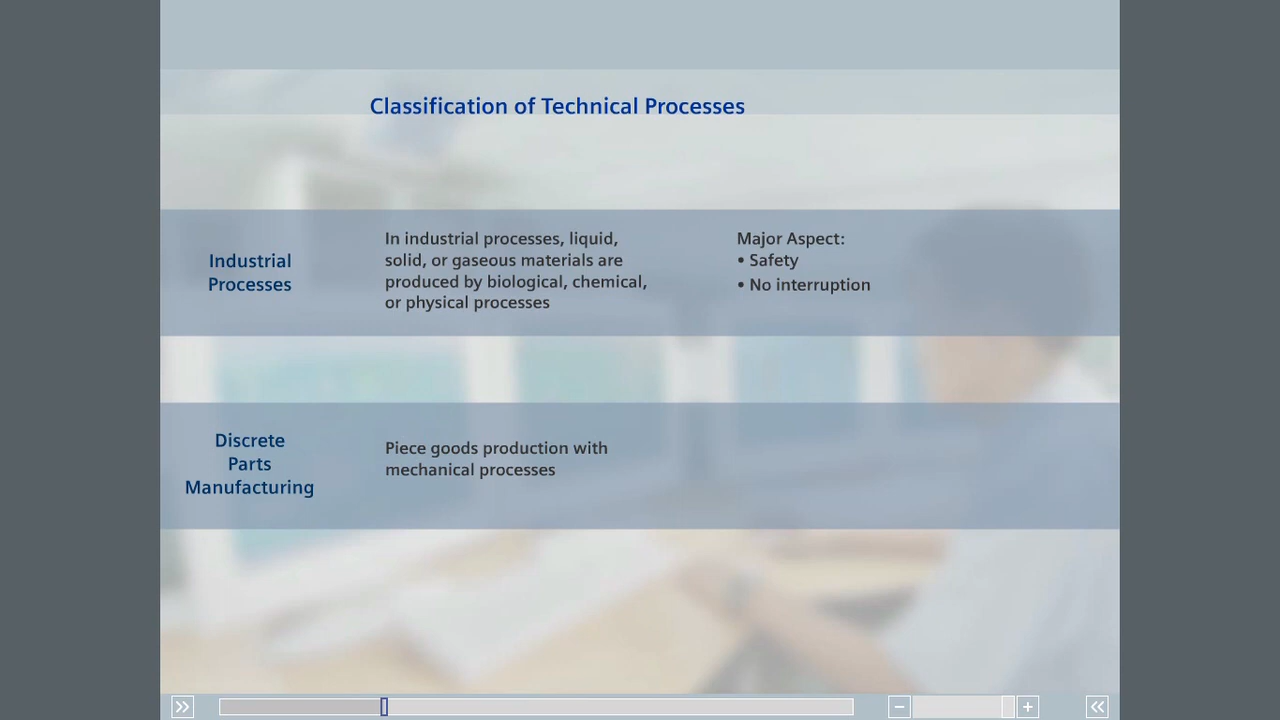 Classification of Technical Processes
Industrial
Processes
In industrial processes, liquid,
solid, or gaseous materials are
produced by biological, chemical,
or physical processes
Major Aspect:
• Safety
• No interruption
Discrete
Parts
Manufacturing
Piece goods production with
mechanical processes